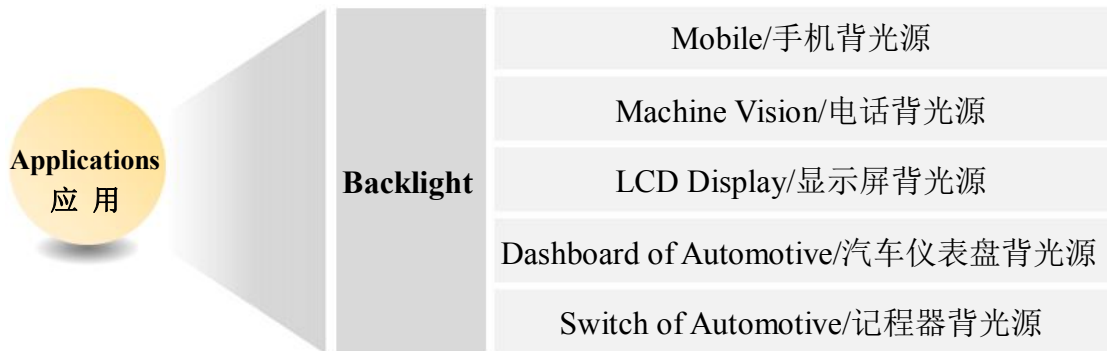 Applications
应 用
Backlight
Mobile/手机背光源
Machine Vision/电话背光源
LCD Display/显示屏背光源
Dashboard of Automotive/汽车仪表盘背光源
Switch of Automotive/记程器背光源